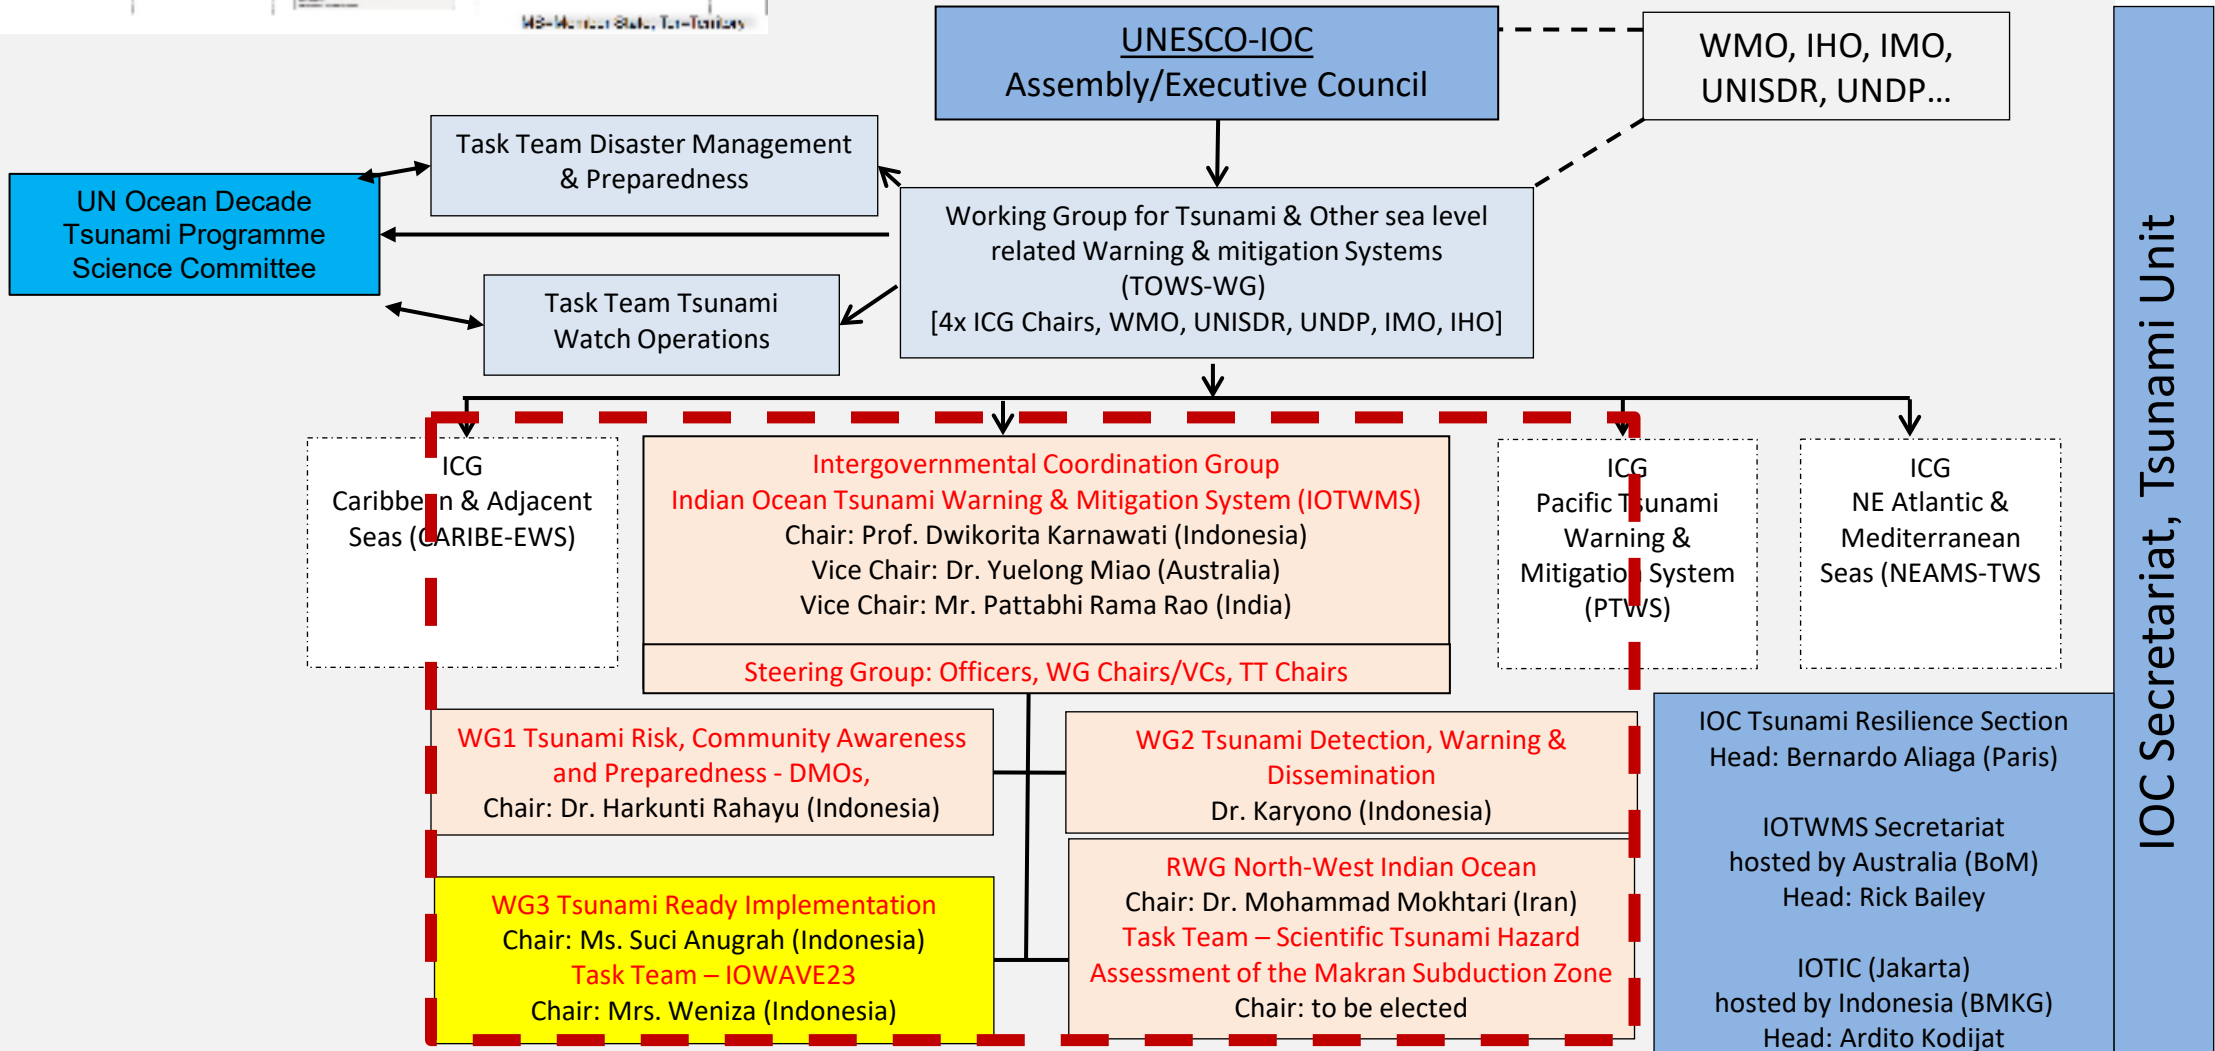 MS=Member State, Ter=Territory
UNESCO-IOC
Assembly/Executive Council
WMO, IHO, IMO,
UNISDR, UNDP...
Task Team Disaster Management
& Preparedness
UN Ocean Decade
Tsunami Programme
Science Committee
Working Group for Tsunami & Other sea level
related Warning & mitigation Systems
(TOWS-WG)
[4x ICG Chairs, WMO, UNISDR, UNDP, IMO, IHO]
Task Team Tsunami
Watch Operations
ICG
Caribbean & Adjacent
Seas (CARIBE-EWS)
Intergovernmental Coordination Group
Indian Ocean Tsunami Warning & Mitigation System (IOTWMS)
Chair: Prof. Dwikorita Karnawati (Indonesia)
Vice Chair: Dr. Yuelong Miao (Australia)
Vice Chair: Mr. Pattabhi Rama Rao (India)
Steering Group: Officers, WG Chairs/VCs, TT Chairs
ICG
Pacific Tsunami
Warning &
Mitigation System
(PTWS)
ICG
NE Atlantic &
Mediterranean
Seas (NEAMS-TWS
WG1 Tsunami Risk, Community Awareness
and Preparedness - DMOs,
Chair: Dr. Harkunti Rahayu (Indonesia)
WG2 Tsunami Detection, Warning &
Dissemination
Dr. Karyono (Indonesia)
WG3 Tsunami Ready Implementation
Chair: Ms. Suci Anugrah (Indonesia)
Task Team – IOWAVE23
Chair: Mrs. Weniza (Indonesia)
RWG North-West Indian Ocean
Chair: Dr. Mohammad Mokhtari (Iran)
Task Team – Scientific Tsunami Hazard
Assessment of the Makran Subduction Zone
Chair: to be elected
IOC Tsunami Resilience Section
Head: Bernardo Aliaga (Paris)
IOTWMS Secretariat
hosted by Australia (BoM)
Head: Rick Bailey
IOTIC (Jakarta)
hosted by Indonesia (BMKG)
Head: Ardito Kodijat
IOC Secretariat, Tsunami Unit